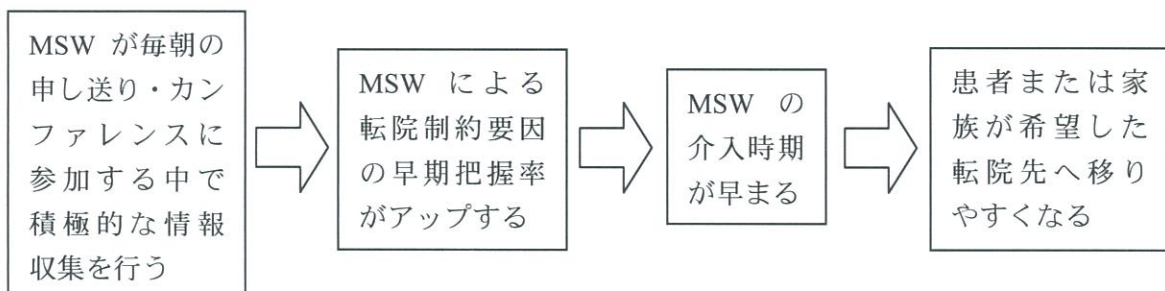 MSW が毎朝の
申し送り・カン
ファレンスに
参加する中で
積極的な情報
収集を行う
MSW による
転院制約要因
の早期把握率
がアップする
MSW の
介入時期
が早まる
患者または家
族が希望した
転院先へ移り
やすくなる